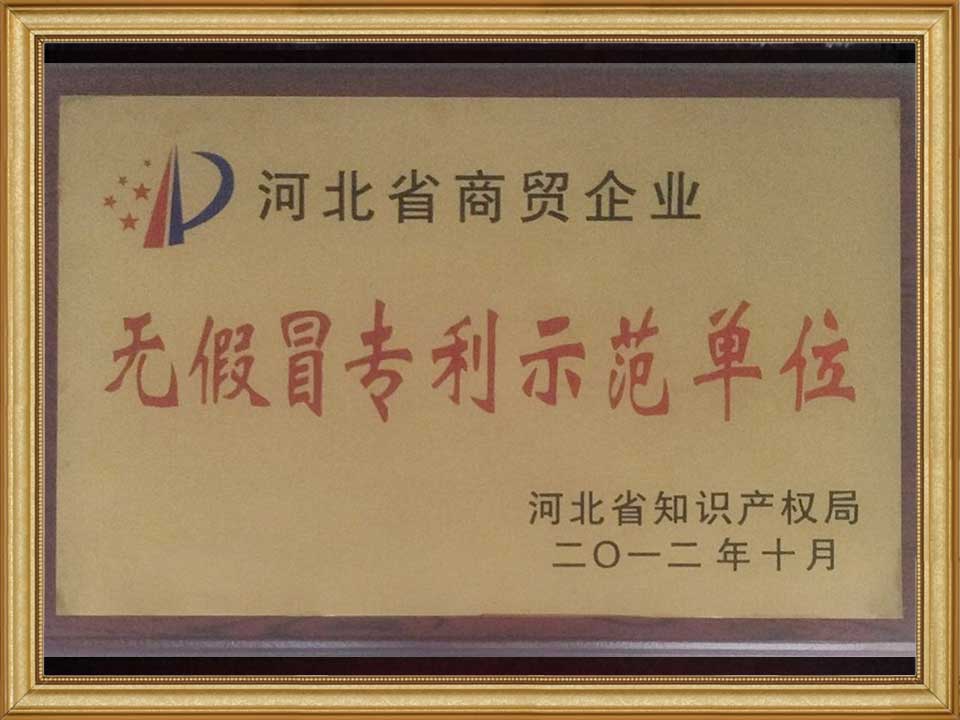 河北省商贸企业
无假冒专利示范单位
河北省知识产权局
二〇一二年十月